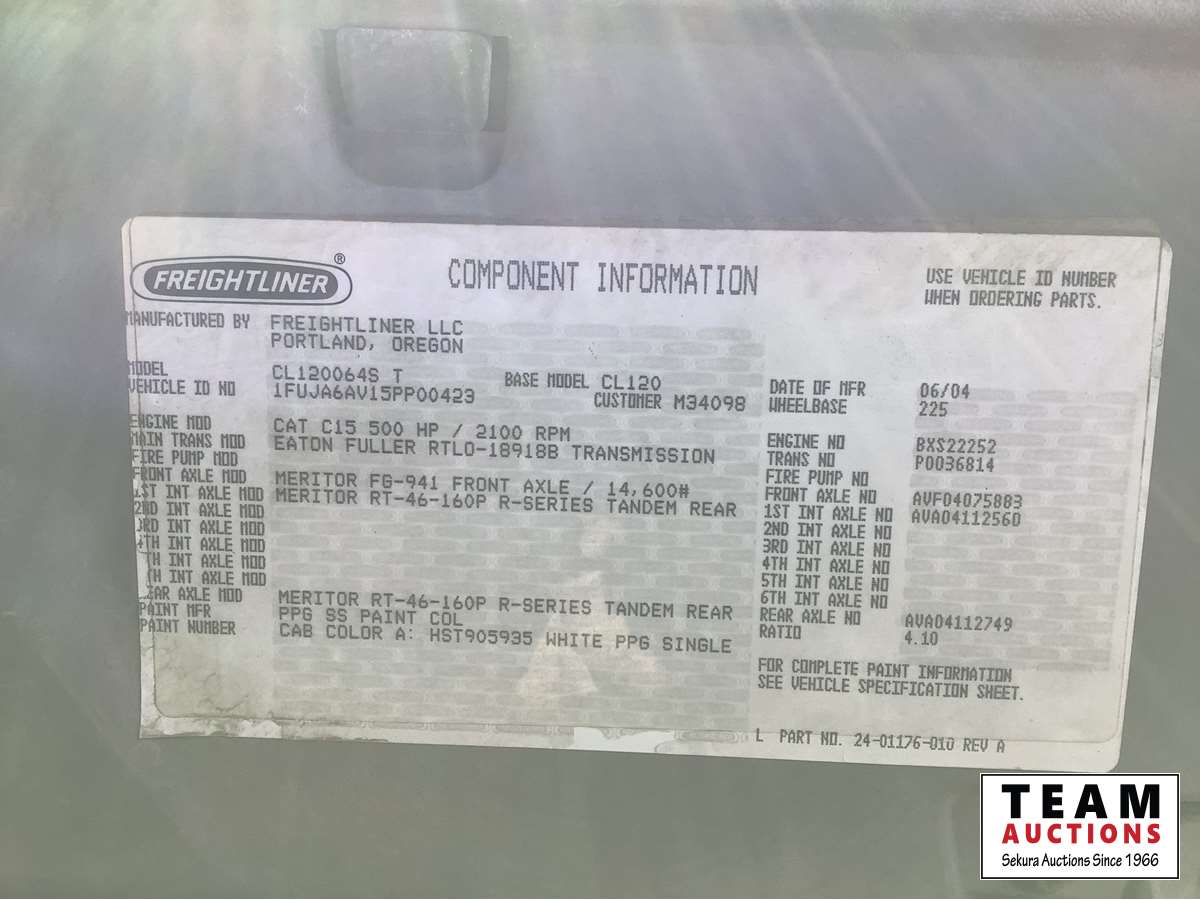 FREIGHTLINER ®
COMPONENT INFORMATION
USE VEHICLE ID NUMBER
WHEN ORDERING PARTS.
MANUFACTURED BY FREIGHTLINER LLC
PORTLAND, OREGON
MODEL CL120064S T BASE MODEL CL120 DATE OF MFR 06/04
VEHICLE ID NO 1FUJA6AV15PP00423 CUSTOMER M34098 WHEELBASE 225
ENGINE MOD CAT C15 500 HP / 2100 RPM ENGINE NO BXS22252
MAIN TRANS MOD EATON FULLER RTLO-18918B TRANSMISSION TRANS NO P0036814
FIRE PUMP MOD FIRE PUMP NO
FRONT AXLE MOD MERITOR FG-941 FRONT AXLE / 14,600# FRONT AXLE NO AVF04075883
1ST INT AXLE MOD MERITOR RT-46-160P R-SERIES TANDEM REAR 1ST INT AXLE NO AVA04112560
2ND INT AXLE MOD 2ND INT AXLE NO
3RD INT AXLE MOD 3RD INT AXLE NO
4TH INT AXLE MOD 4TH INT AXLE NO
TH INT AXLE MOD 5TH INT AXLE NO
TH INT AXLE MOD 6TH INT AXLE NO
EAR AXLE MOD MERITOR RT-46-160P R-SERIES TANDEM REAR REAR AXLE NO AVA04112749
PAINT MFR PPG SS PAINT COL RATIO 4.10
PAINT NUMBER CAB COLOR A: HST905935 WHITE PPG SINGLE
FOR COMPLETE PAINT INFORMATION
SEE VEHICLE SPECIFICATION SHEET.
L PART NO. 24-01176-010 REV A
TEAM
AUCTIONS
Sekura Auctions Since 1966